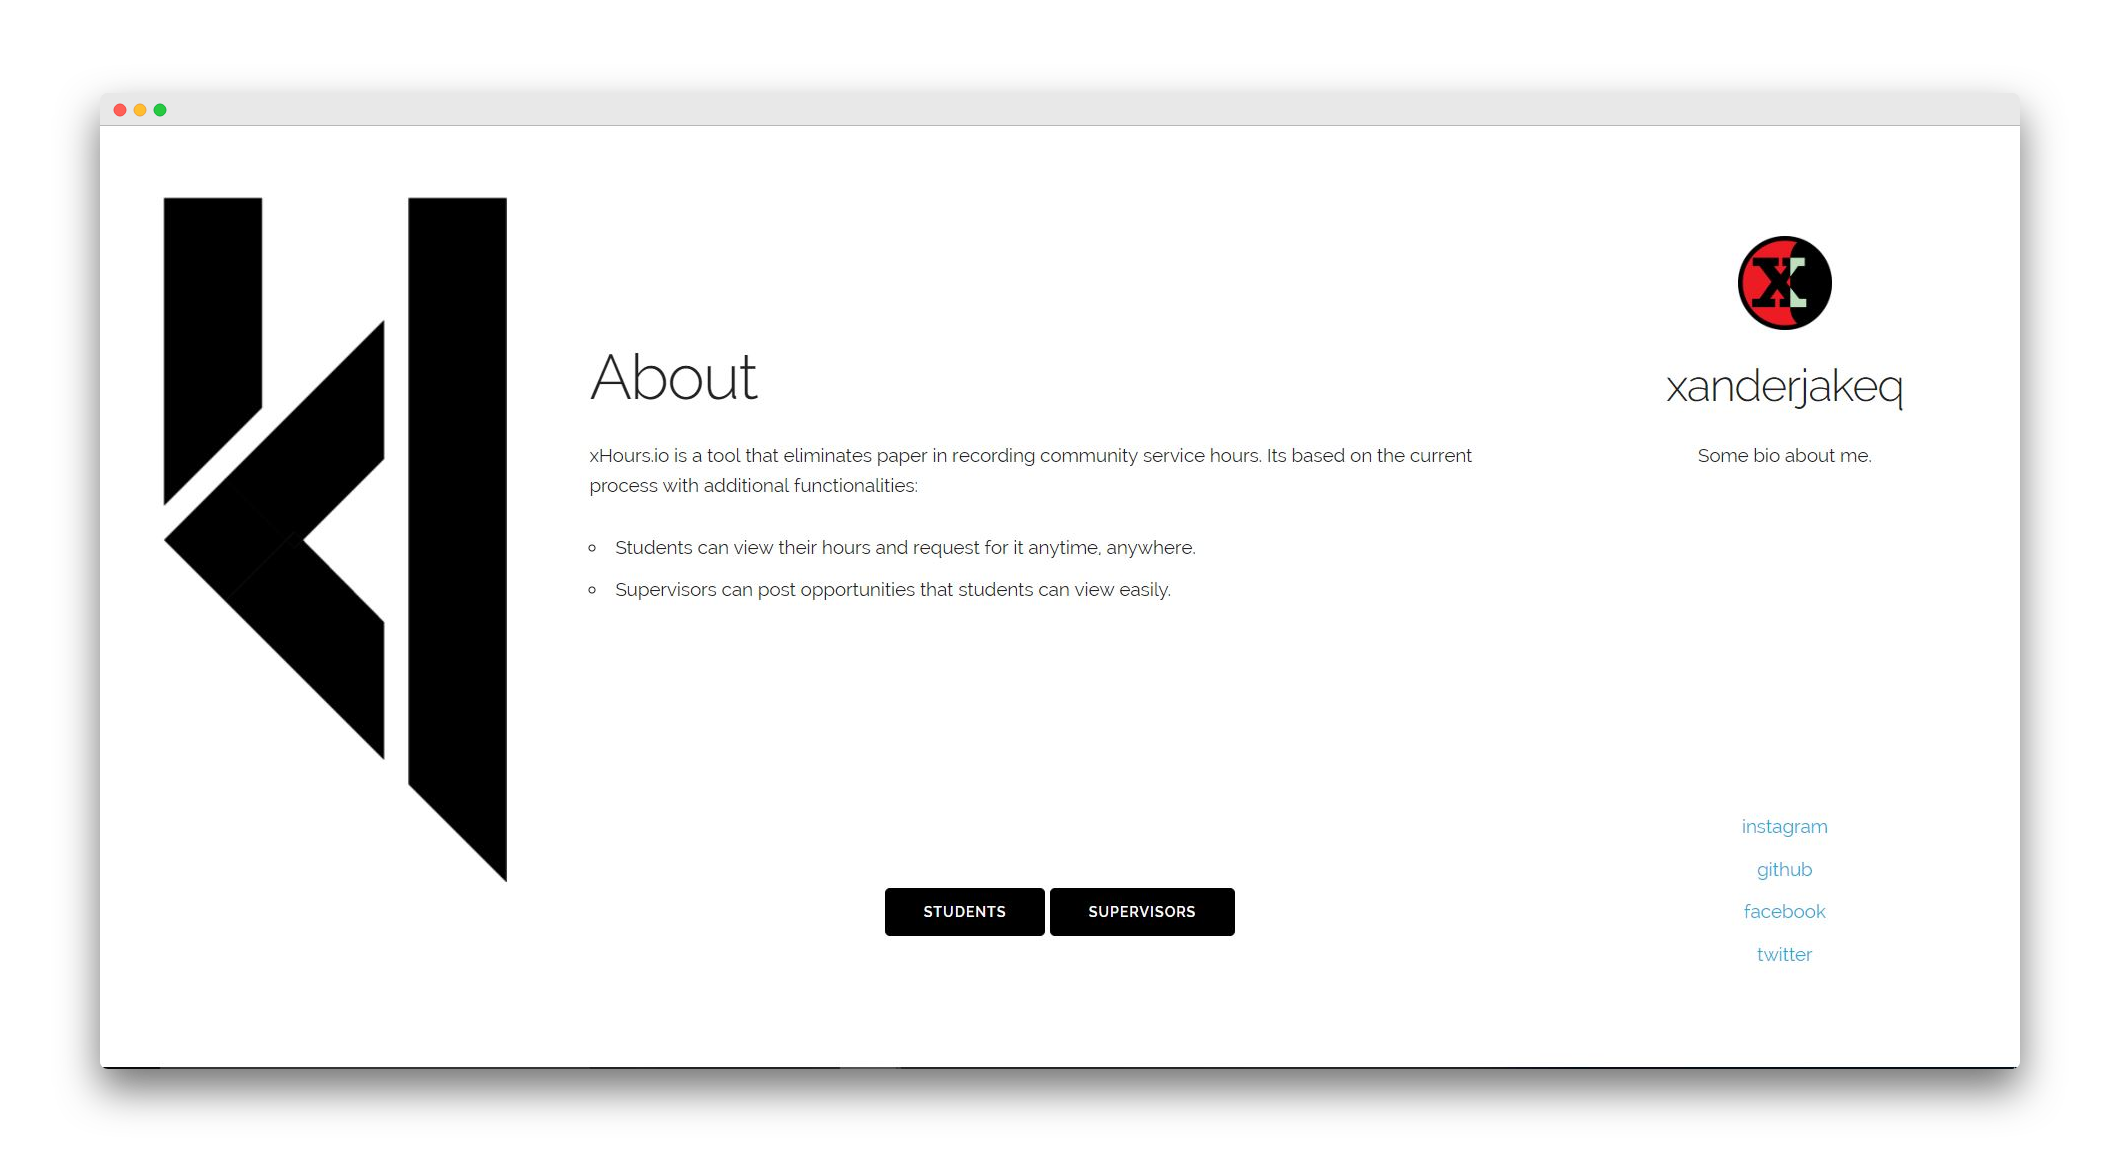 About
xHours.io is a tool that eliminates paper in recording community service hours. Its based on the current
process with additional functionalities:
Students can view their hours and request for it anytime, anywhere.
Supervisors can post opportunities that students can view easily.
STUDENTS
SUPERVISORS
X
xanderjakeq
Some bio about me.
instagram
github
facebook
twitter